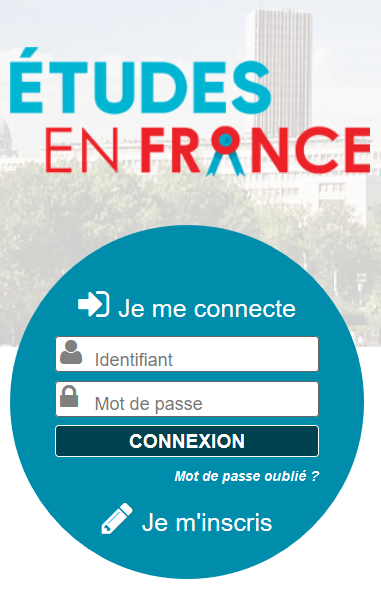 ÉTUDES
EN FRANCE
Je me connecte
Identifiant
Mot de passe
CONNEXION
Mot de passe oublié ?
Je m'inscris